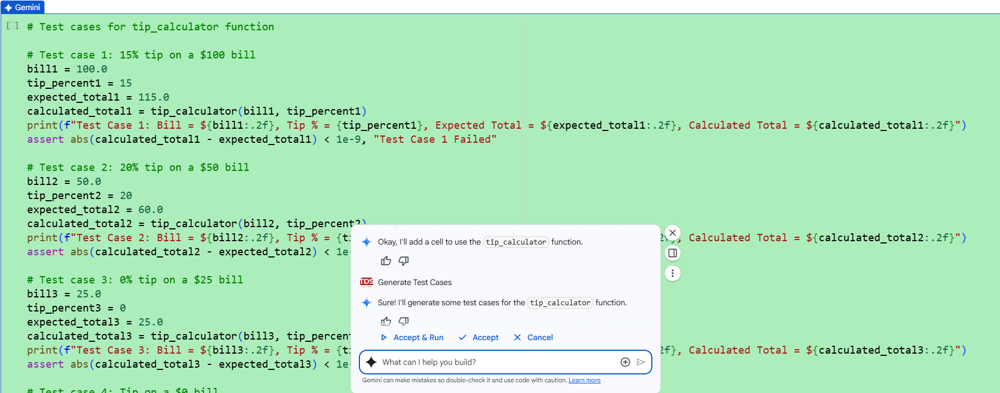 Gemini
[ ] # Test cases for tip_calculator function
# Test case 1: 15% tip on a $100 bill
bill1 = 100.0
tip_percent1 = 15
expected_total1 = 115.0
calculated_total1 = tip_calculator(bill1, tip_percent1)
print(f"Test Case 1: Bill = ${bill1:.2f}, Tip % = {tip_percent1}, Expected Total = ${expected_total1:.2f}, Calculated Total = ${calculated_total1:.2f}")
assert abs(calculated_total1 - expected_total1) < 1e-9, "Test Case 1 Failed"
# Test case 2: 20% tip on a $50 bill
bill2 = 50.0
tip_percent2 = 20
expected_total2 = 60.0
calculated_total2 = tip_calculator(bill2, tip_percent2)
print(f"Test Case 2: Bill = ${bill2:.2f}, Tip % = {ti 2f}, Calculated Total = ${calculated_total2:.2f}")
assert abs(calculated_total2 - expected_total2) < 1e-
# Test case 3: 0% tip on a $25 bill
bill3 = 25.0
tip_percent3 = 0
expected_total3 = 25.0
calculated_total3 = tip_calculator(bill3, tip_percent
print(f"Test Case 3: Bill = ${bill3:.2f}, Tip % = {ti 2f}, Calculated Total = ${calculated_total3:.2f}")
assert abs(calculated_total3 - expected_total3) < 1e-
# Test case 4: Tip on a $0 bill
Okay, I'll add a cell to use the tip_calculator function.
TDS Generate Test Cases
Sure! I'll generate some test cases for the tip_calculator function.
Accept & Run Accept Cancel
What can I help you build?
Gemini can make mistakes so double-check it and use code with caution. Learn more